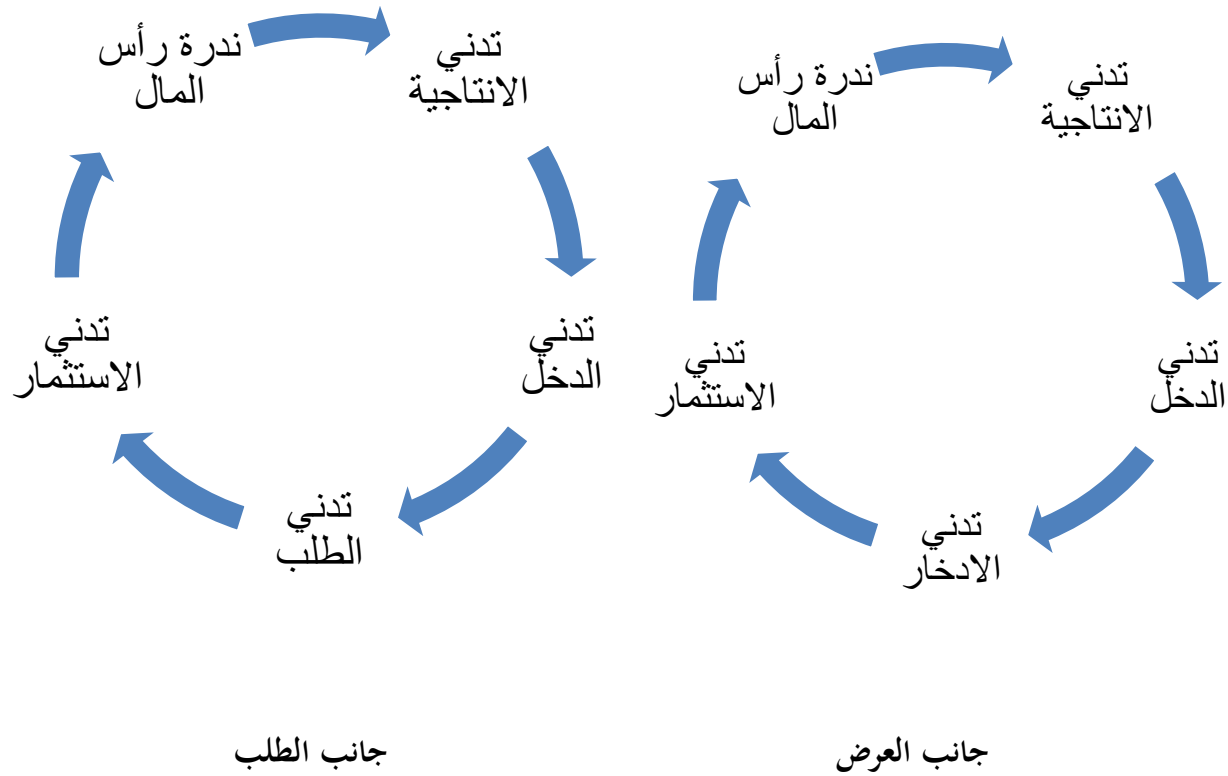 ندرة رأس
المال
تدني
الانتاجية
تدني
الدخل
تدني
الادخار
تدني
الاستثمار
جانب العرض
ندرة رأس
المال
تدني
الانتاجية
تدني
الدخل
تدني
الطلب
تدني
الاستثمار
جانب الطلب